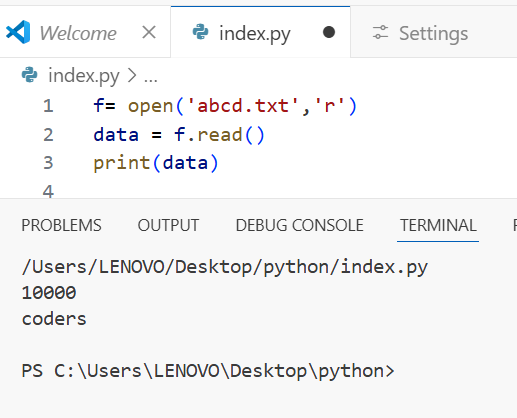 Welcome × index.py ● Settings
index.py > ...
1 f= open('abcd.txt','r')
2 data = f.read()
3 print(data)
4
PROBLEMS OUTPUT DEBUG CONSOLE TERMINAL
/Users/LENOVO/Desktop/python/index.py
10000
coders
PS C:\Users\LENOVO\Desktop\python>